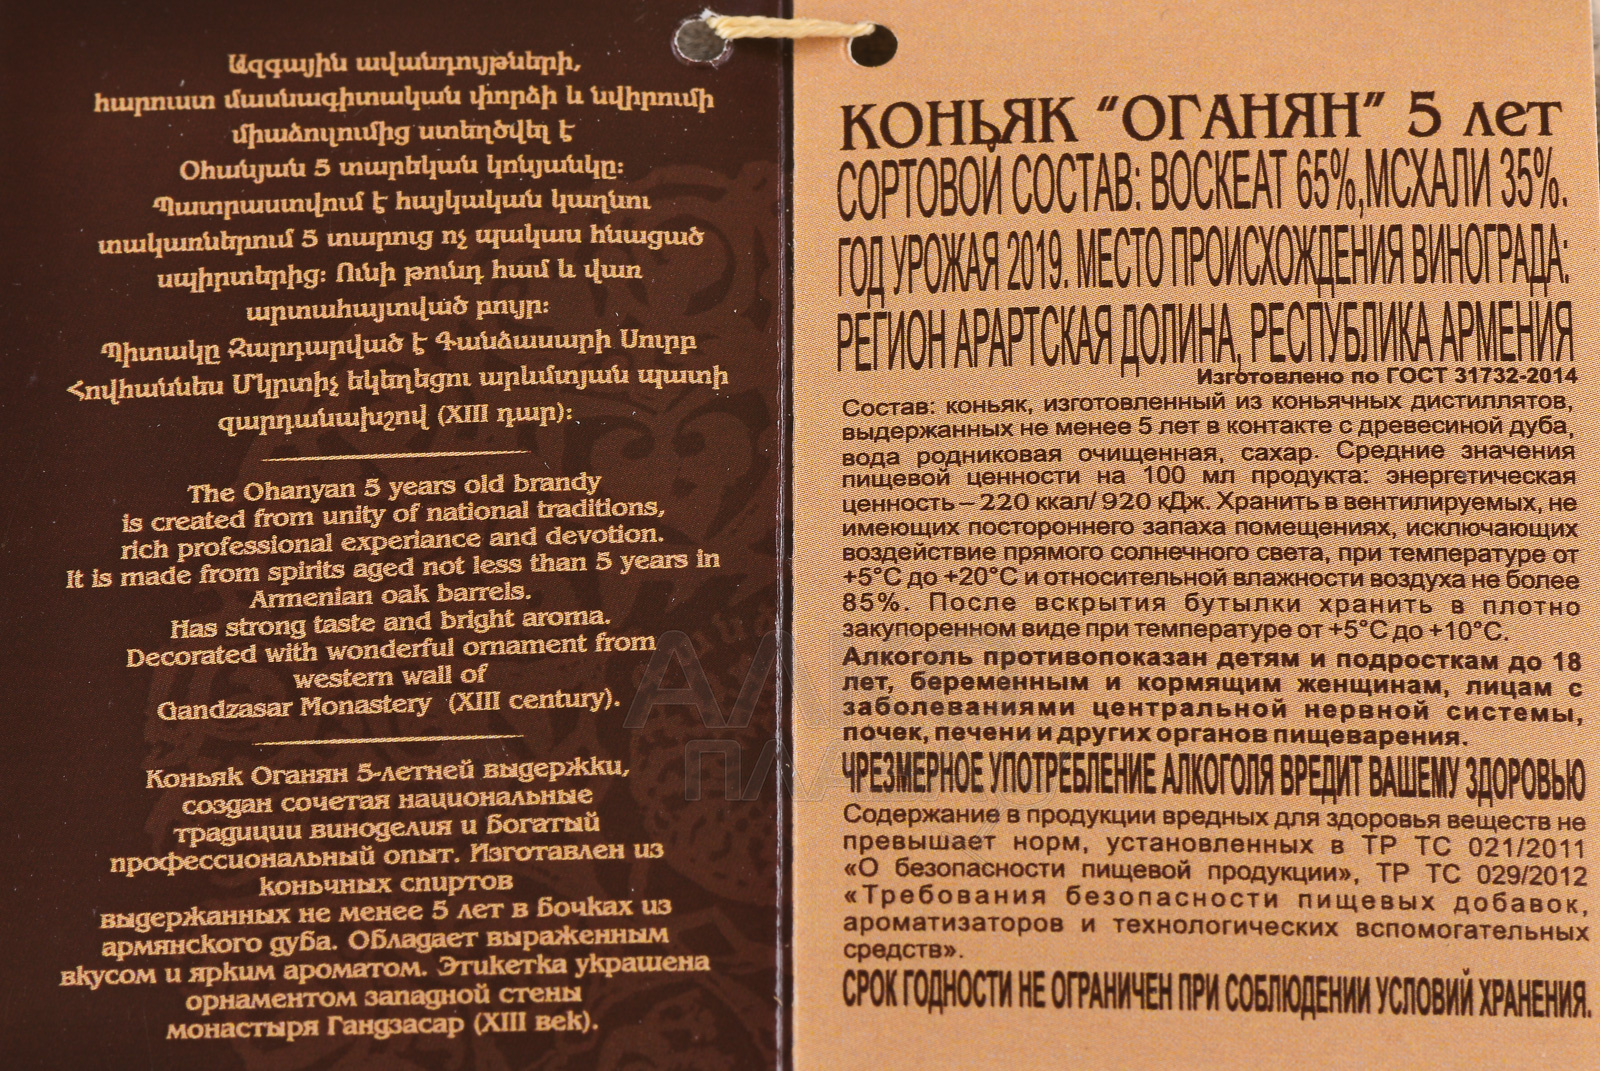 Ազգային ավանդույթների,
հարուստ մասնագիտական փորձի և նվիրումի
միաձուլումից ստեղծվել է
Օհանյան 5 տարեկան կոնյակը:
Պատրաստվում է հայկական կաղնու
տակառներում 5 տարուց ոչ պակաս հնացած
սպիրտերից: Ունի թունդ համ և վառ
արտահայտված բույր:
Պիտակը Զարդարված է Գանձասարի Սուրբ
Հովհաննես Մկրտիչ եկեղեցու արևմտյան պատի
զարդանախշով (XIII դար):
The Ohanyan 5 years old brandy
is created from unity of national traditions,
rich professional experiance and devotion.
It is made from spirits aged not less than 5 years in
Armenian oak barrels.
Has strong taste and bright aroma.
Decorated with wonderful ornament from
western wall of
Gandzasar Monastery (XIII century).
Коньяк Оганян 5-летней выдержки,
создан сочетая национальные
традиции виноделия и богатый
профессиональный опыт. Изготавлен из
коньчных спиртов
выдержанных не менее 5 лет в бочках из
армянского дуба. Обладает выраженным
вкусом и ярким ароматом. Этикетка украшена
орнаментом западной стены
монастыря Гандзасар (XIII век).
КОНЬЯК "ОГАНЯН" 5 лет
СОРТОВОЙ СОСТАВ: ВОСКЕАТ 65%,МСХАЛИ 35%.
ГОД УРОЖАЯ 2019. МЕСТО ПРОИСХОЖДЕНИЯ ВИНОГРАДА:
РЕГИОН АРАРТСКАЯ ДОЛИНА, РЕСПУБЛИКА АРМЕНИЯ
Изготовлено по ГОСТ 31732-2014
Состав: коньяк, изготовленный из коньячных дистиллятов,
выдержанных не менее 5 лет в контакте с древесиной дуба,
вода родниковая очищенная, сахар. Средние значения
пищевой ценности на 100 мл продукта: энергетическая
ценность – 220 ккал/ 920 кДж. Хранить в вентилируемых, не
имеющих постороннего запаха помещениях, исключающих
воздействие прямого солнечного света, при температуре от
+5°С до +20°С и относительной влажности воздуха не более
85%. После вскрытия бутылки хранить в плотно
закупоренном виде при температуре от +5°С до +10°С.
Алкоголь противопоказан детям и подросткам до 18
лет, беременным и кормящим женщинам, лицам с
заболеваниями центральной нервной системы,
почек, печени и других органов пищеварения.
ЧРЕЗМЕРНОЕ УПОТРЕБЛЕНИЕ АЛКОГОЛЯ ВРЕДИТ ВАШЕМУ ЗДОРОВЬЮ
Содержание в продукции вредных для здоровья веществ не
превышает норм, установленных в ТР ТС 021/2011
«О безопасности пищевой продукции», ТР ТС 029/2012
«Требования безопасности пищевых добавок,
ароматизаторов и технологических вспомогательных
средств».
СРОК ГОДНОСТИ НЕ ОГРАНИЧЕН ПРИ СОБЛЮДЕНИИ УСЛОВИЙ ХРАНЕНИЯ.